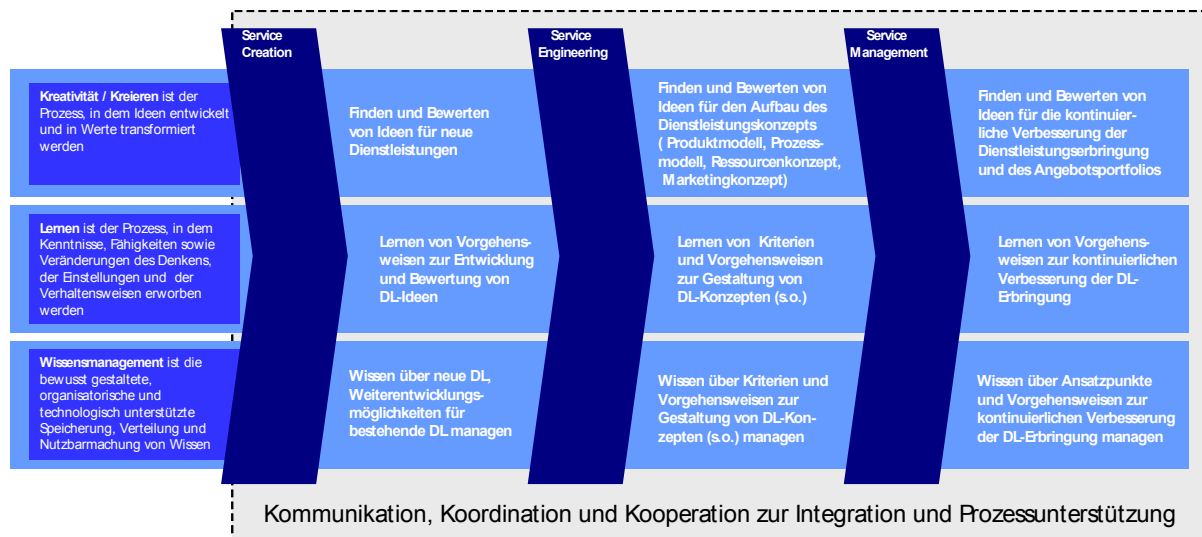 Service
Creation
Service
Engineering
Service
Management
Kreativität / Kreieren ist der
Prozess, in dem Ideen entwickelt
und in Werte transformiert
werden
Finden und Bewerten
von Ideen für neue
Dienstleistungen
Finden und Bewerten von
Ideen für den Aufbau des
Dienstleistungskonzepts
( Produktmodell, Prozess-
modell, Ressourcenkonzept,
Marketingkonzept)
Finden und Bewerten von
Ideen für die kontinuier-
liche Verbesserung der
Dienstleistungserbringung
und des Angebotsportfolios
Lernen ist der Prozess, in dem
Kenntnisse, Fähigkeiten sowie
Veränderungen des Denkens,
der Einstellungen und der
Verhaltensweisen erworben
werden
Lernen von Vorgehens-
weisen zur Entwicklung
und Bewertung von
DL-Ideen
Lernen von Kriterien
und Vorgehensweisen
zur Gestaltung von
DL-Konzepten (s.o.)
Lernen von Vorgehens-
weisen zur kontinuierlichen
Verbesserung der DL-
Erbringung
Wissensmanagement ist die
bewusst gestaltete,
organisatorische und
technologisch unterstützte
Speicherung, Verteilung und
Nutzbarmachung von Wissen
Wissen über neue DL,
Weiterentwicklungs-
möglichkeiten für
bestehende DL managen
Wissen über Kriterien und
Vorgehensweisen zur
Gestaltung von DL-Kon-
zepten (s.o.) managen
Wissen über Ansatzpunkte
und Vorgehensweisen zur
kontinuierlichen Verbesserung
der DL-Erbringung managen
Kommunikation, Koordination und Kooperation zur Integration und Prozessunterstützung